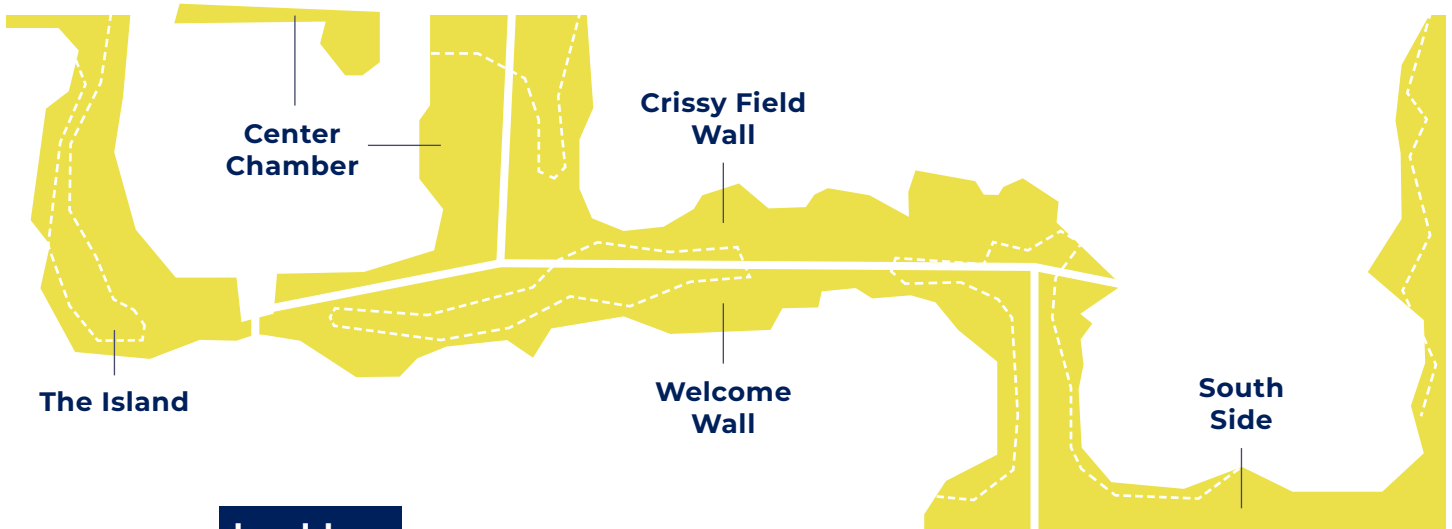 Crissy Field
Wall
Center
Chamber
The Island
Welcome
Wall
South
Side